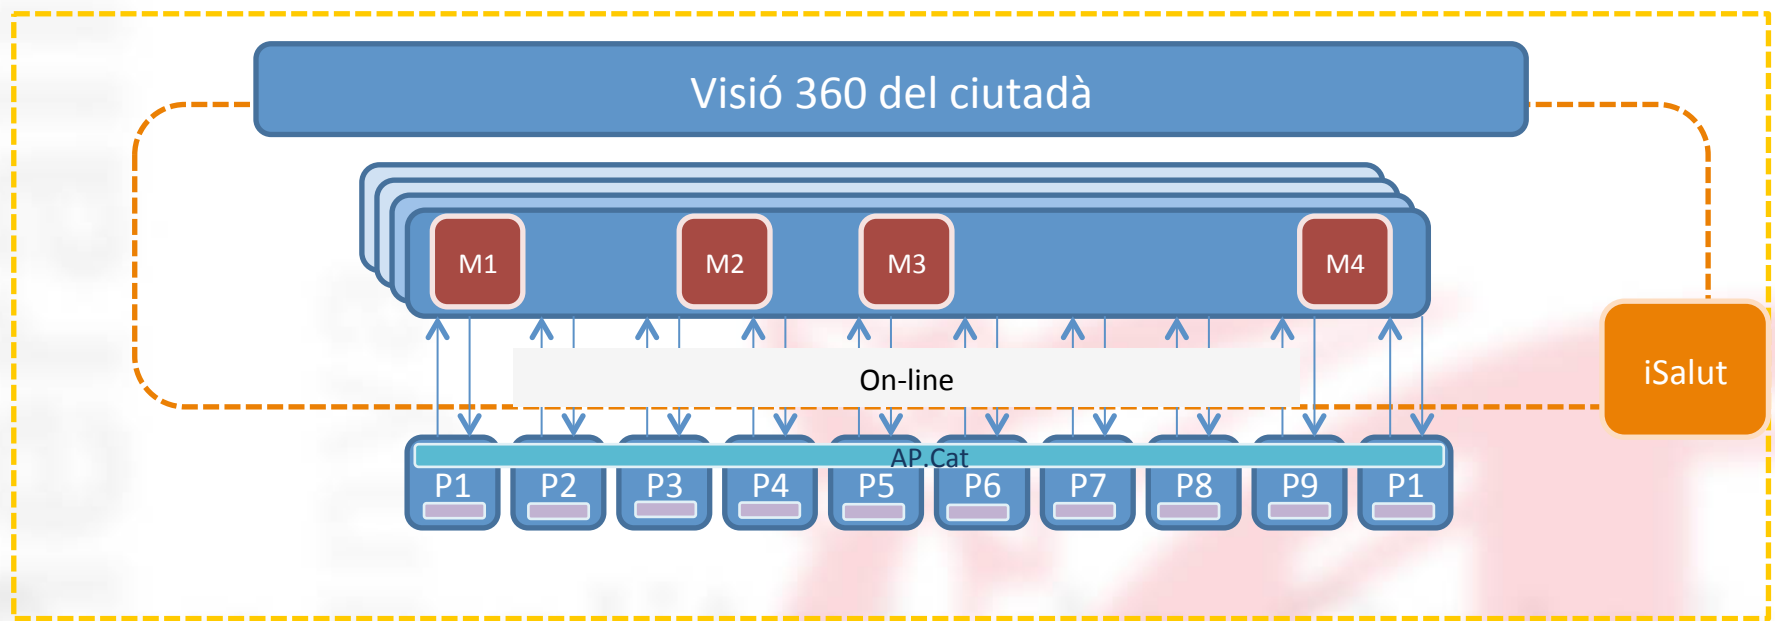 Visió 360 del ciutadà
M1 M2 M3 M4
On-line
iSalut
AP.Cat
P1 P2 P3 P4 P5 P6 P7 P8 P9 P1